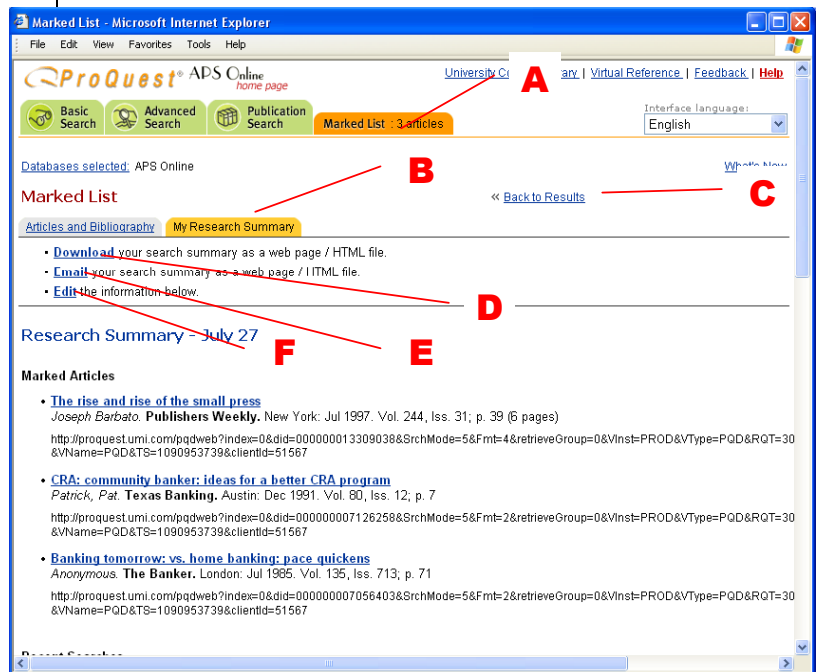 Marked List - Microsoft Internet Explorer
File Edit View Favorites Tools Help
ProQuest® APS Online
home page
University Virtual Reference | Feedback | Help
A
Basic Search
Advanced Search
Publication Search
Marked List : 3 articles
Interface language:
English
Databases selected: APS Online
What's New
B
C
Marked List
« Back to Results
Articles and Bibliography
My Research Summary
• Download your search summary as a web page / HTML file.
• Email your search summary as a web page / HTML file.
• Edit the information below.
D
E
F
Research Summary - July 27
Marked Articles
• The rise and rise of the small press
Joseph Barbato. Publishers Weekly. New York: Jul 1997. Vol. 244, Iss. 31; p. 39 (6 pages)
http://proquest.umi.com/pqdweb?index=0&did=000000013309038&SrchMode=5&Fmt=4&retrieveGroup=0&VInst=PROD&VType=PQD&RQT=30
&VName=PQD&TS=1090953739&clientId=51567
• CRA: community banker: ideas for a better CRA program
Patrick, Pat. Texas Banking. Austin: Dec 1991. Vol. 80, Iss. 12; p. 7
http://proquest.umi.com/pqdweb?index=0&did=000000007126258&SrchMode=5&Fmt=2&retrieveGroup=0&VInst=PROD&VType=PQD&RQT=30
&VName=PQD&TS=1090953739&clientId=51567
• Banking tomorrow: vs. home banking: pace quickens
Anonymous. The Banker. London: Jul 1985. Vol. 135, Iss. 713; p. 71
http://proquest.umi.com/pqdweb?index=0&did=000000007056403&SrchMode=5&Fmt=2&retrieveGroup=0&VInst=PROD&VType=PQD&RQT=30
&VName=PQD&TS=1090953739&clientId=51567